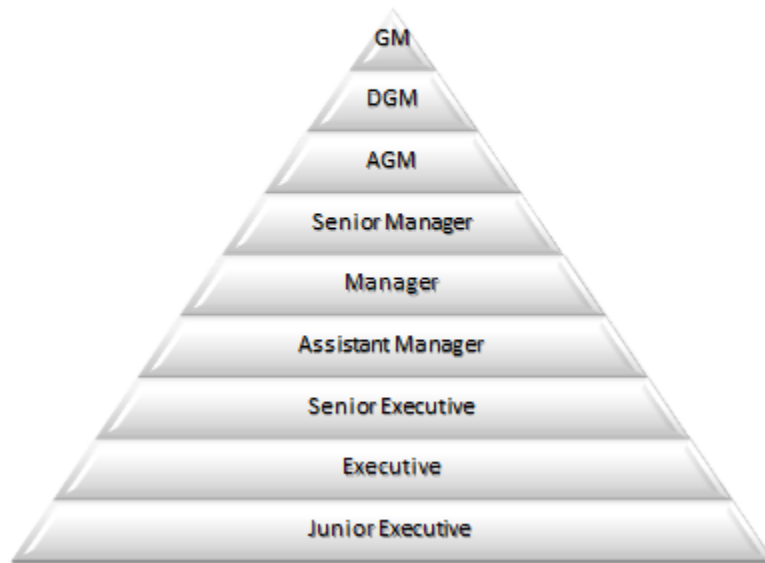 GM
DGM
AGM
Senior Manager
Manager
Assistant Manager
Senior Executive
Executive
Junior Executive